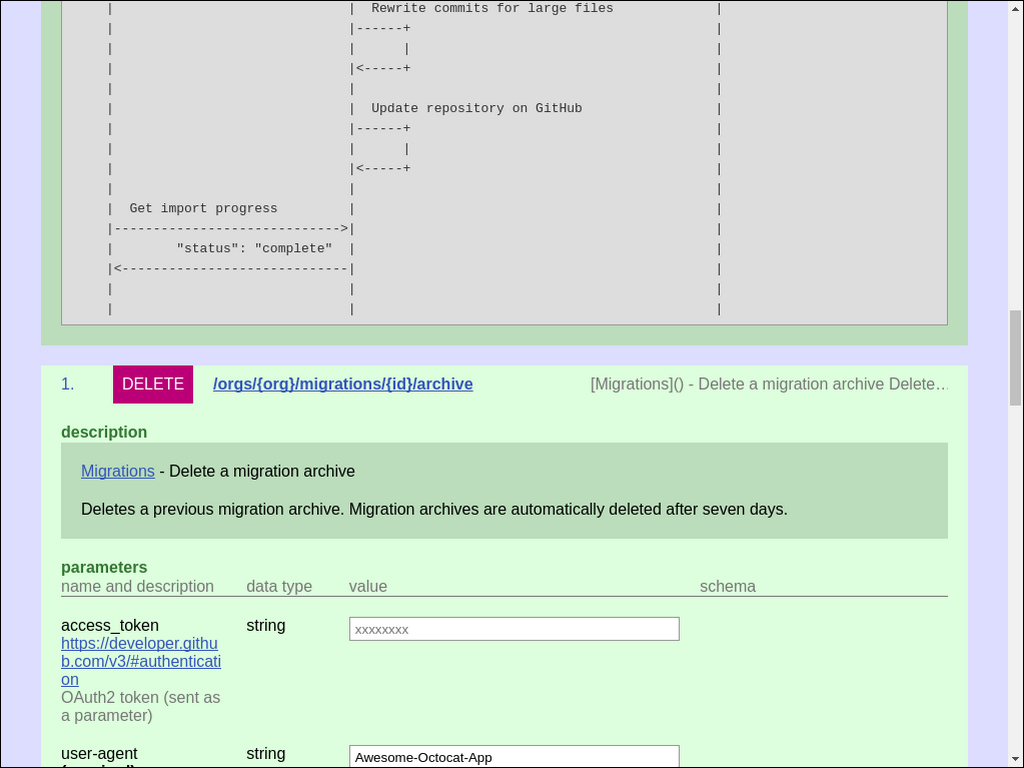 |                              |  Rewrite commits for large files             |
|                              |------+                                       |
|                              |      |                                       |
|                              |<-----+                                       |
|                              |                                              |
|                              |  Update repository on GitHub                 |
|                              |------+                                       |
|                              |      |                                       |
|                              |<-----+                                       |
|                              |                                              |
|  Get import progress         |                                              |
|----------------------------->|                                              |
|        "status": "complete"  |                                              |
|<-----------------------------|                                              |
|                              |                                              |
|                              |                                              |
1. DELETE /orgs/{org}/migrations/{id}/archive [Migrations]() - Delete a migration archive Delete…
description
Migrations - Delete a migration archive
Deletes a previous migration archive. Migration archives are automatically deleted after seven days.
parameters
name and description data type value schema
access_token string xxxxxxxx
https://developer.githu
b.com/v3/#authenticati
on
OAuth2 token (sent as
a parameter)
user-agent string Awesome-Octocat-App